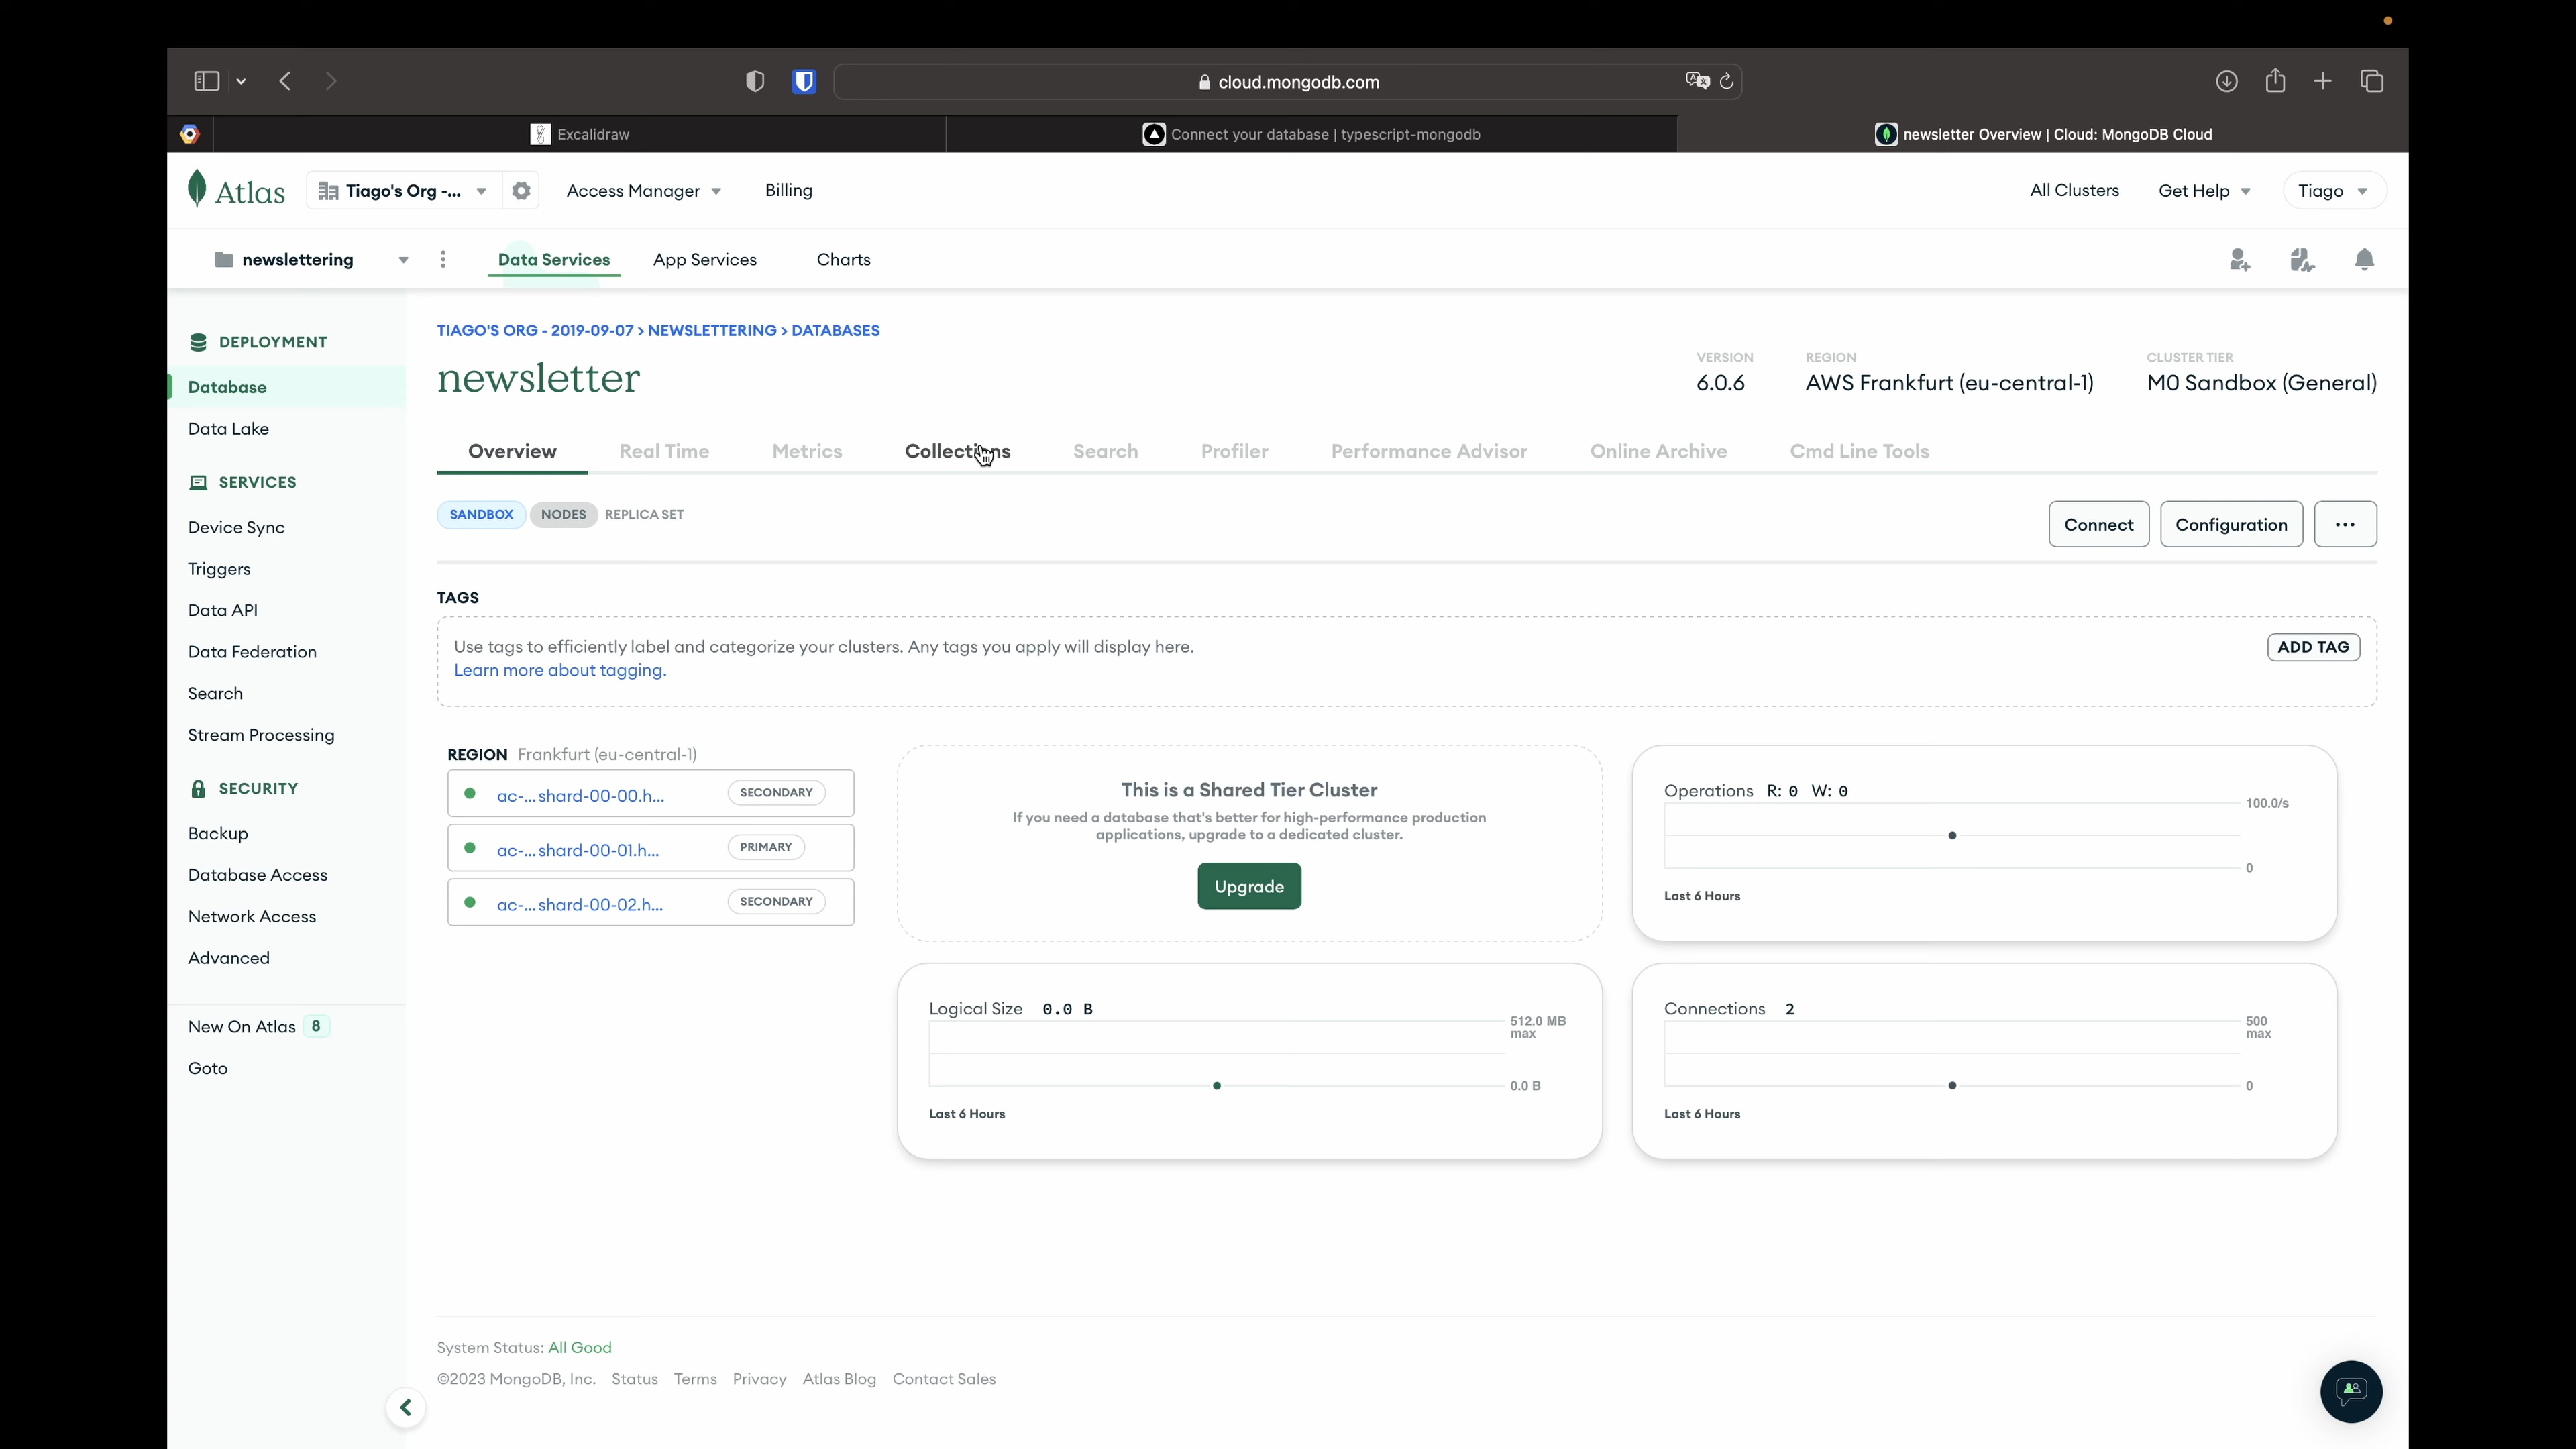 cloud.mongodb.com
Excalidraw
Connect your database | typescript-mongodb
newsletter Overview | Cloud: MongoDB Cloud
Atlas
Tiago's Org -...
Access Manager
Billing
All Clusters
Get Help
Tiago
newslettering
Data Services
App Services
Charts
DEPLOYMENT
Database
Data Lake
SERVICES
Device Sync
Triggers
Data API
Data Federation
Search
Stream Processing
SECURITY
Backup
Database Access
Network Access
Advanced
New On Atlas 8
Goto
TIAGO'S ORG - 2019-09-07 > NEWSLETTERING > DATABASES
newsletter
VERSION
6.0.6
REGION
AWS Frankfurt (eu-central-1)
CLUSTER TIER
M0 Sandbox (General)
Overview
Real Time
Metrics
Collections
Search
Profiler
Performance Advisor
Online Archive
Cmd Line Tools
SANDBOX NODES REPLICA SET
Connect
Configuration
...
TAGS
Use tags to efficiently label and categorize your clusters. Any tags you apply will display here.
Learn more about tagging.
ADD TAG
REGION Frankfurt (eu-central-1)
ac-... shard-00-00.h... SECONDARY
ac-... shard-00-01.h... PRIMARY
ac-... shard-00-02.h... SECONDARY
This is a Shared Tier Cluster
If you need a database that's better for high-performance production
applications, upgrade to a dedicated cluster.
Upgrade
Operations R: 0 W: 0
100.0/s
0
Last 6 Hours
Logical Size 0.0 B
512.0 MB
max
0.0 B
Last 6 Hours
Connections 2
500
max
0
Last 6 Hours
System Status: All Good
©2023 MongoDB, Inc. Status Terms Privacy Atlas Blog Contact Sales